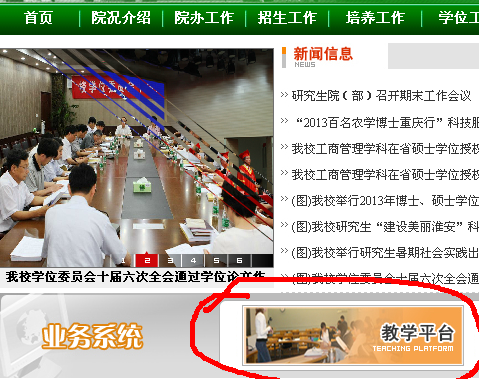 首页 院况介绍 院办工作 招生工作 培养工作 学位工
新闻信息
NEWS
研究生院（部）召开期末工作会议
“2013百名农学博士重庆行”科技服
我校工商管理学科在省硕士学位授权
我校工商管理学科在省硕士学位授权
(图)我校举行2013年博士、硕士学位
(图)我校研究生“建设美丽淮安”科
(图)我校举行研究生暑期社会实践出
(图)我校学位委员会十届六次全会通
校学位委员会
1 2 3 4 5 6
我校学位委员会十届六次全会通过学位论文作
业务系统
教学平台
TEACHING PLATFORM